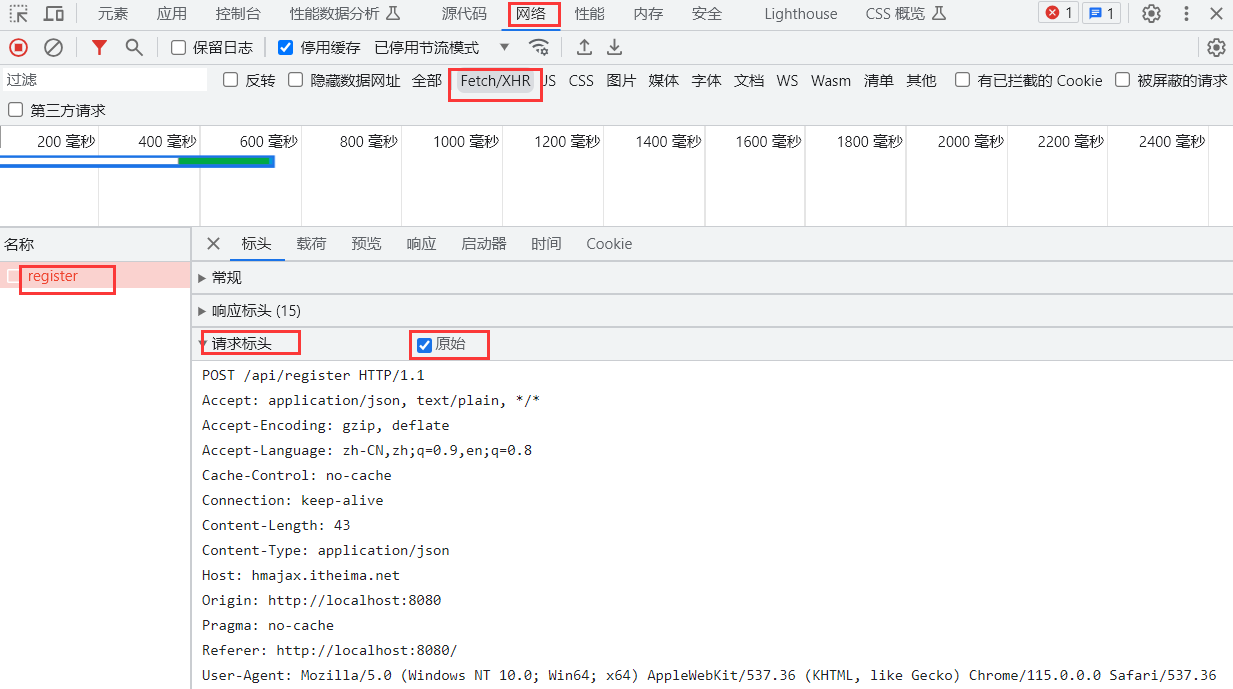 元素 应用 控制台 性能数据分析 源代码 网络 性能 内存 安全 Lighthouse CSS 概览 1 1
保留日志 停用缓存 已停用节流模式
过滤 反转 隐藏数据网址 全部 Fetch/XHR JS CSS 图片 媒体 字体 文档 WS Wasm 清单 其他 有已拦截的 Cookie 被屏蔽的请求
第三方请求
200 毫秒 400 毫秒 600 毫秒 800 毫秒 1000 毫秒 1200 毫秒 1400 毫秒 1600 毫秒 1800 毫秒 2000 毫秒 2200 毫秒 2400 毫秒
名称 标头 载荷 预览 响应 启动器 时间 Cookie
register 常规
响应标头 (15)
请求标头 原始
POST /api/register HTTP/1.1
Accept: application/json, text/plain, */*
Accept-Encoding: gzip, deflate
Accept-Language: zh-CN,zh;q=0.9,en;q=0.8
Cache-Control: no-cache
Connection: keep-alive
Content-Length: 43
Content-Type: application/json
Host: hmajax.itheima.net
Origin: http://localhost:8080
Pragma: no-cache
Referer: http://localhost:8080/
User-Agent: Mozilla/5.0 (Windows NT 10.0; Win64; x64) AppleWebKit/537.36 (KHTML, like Gecko) Chrome/115.0.0.0 Safari/537.36